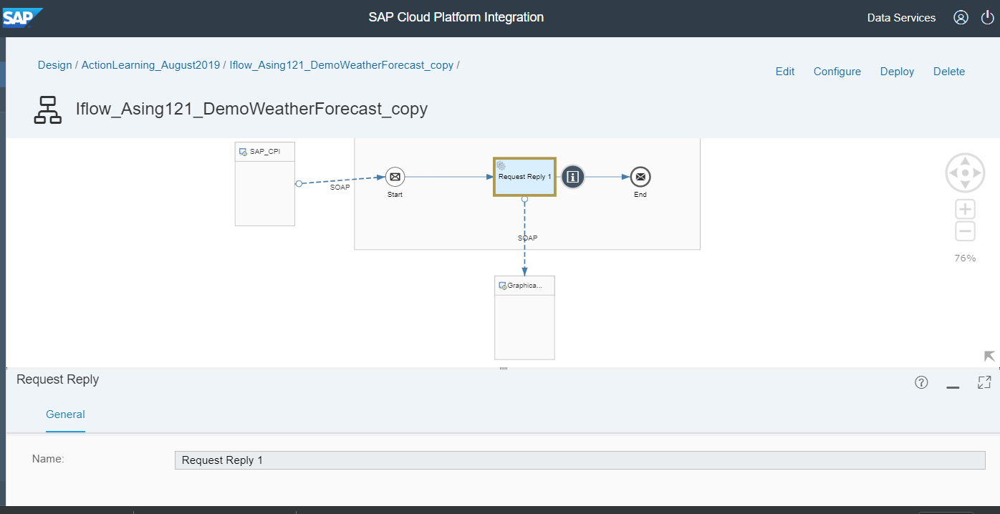 SAP
SAP Cloud Platform Integration
Data Services
Design / ActionLearning_August2019 / Iflow_Asing121_DemoWeatherForecast_copy /
Edit Configure Deploy Delete
Iflow_Asing121_DemoWeatherForecast_copy
SAP_CPI
SOAP
Start
Request Reply 1
End
SOAP
Graphica...
76%
Request Reply
General
Name:
Request Reply 1